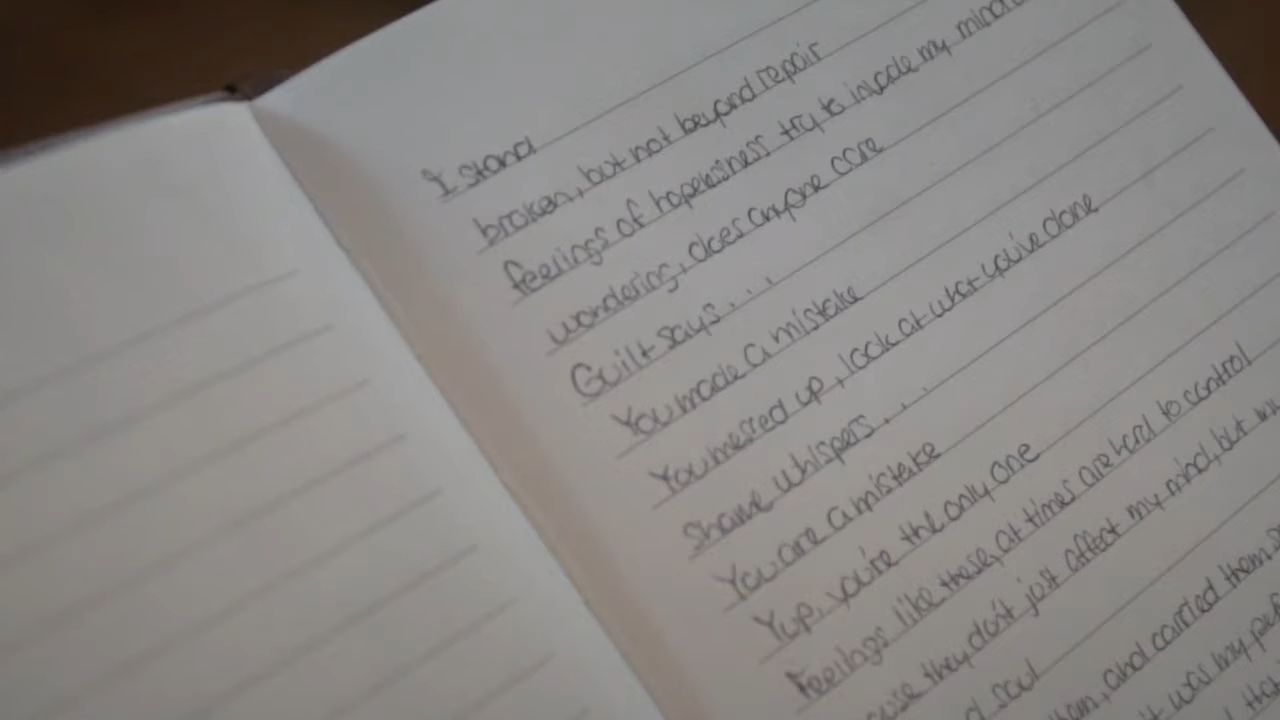 I stand
broken, but not beyond repair
feelings of hopelessness try to invade my mind
wondering, does anyone care
Guilt says...
You made a mistake
You messed up, look at what you've done
Shame whispers...
You are a mistake
Yup, you're the only one
Feelings like these, at times are hard to control
they don't just affect my mind, but
soul
and carried them
it was my